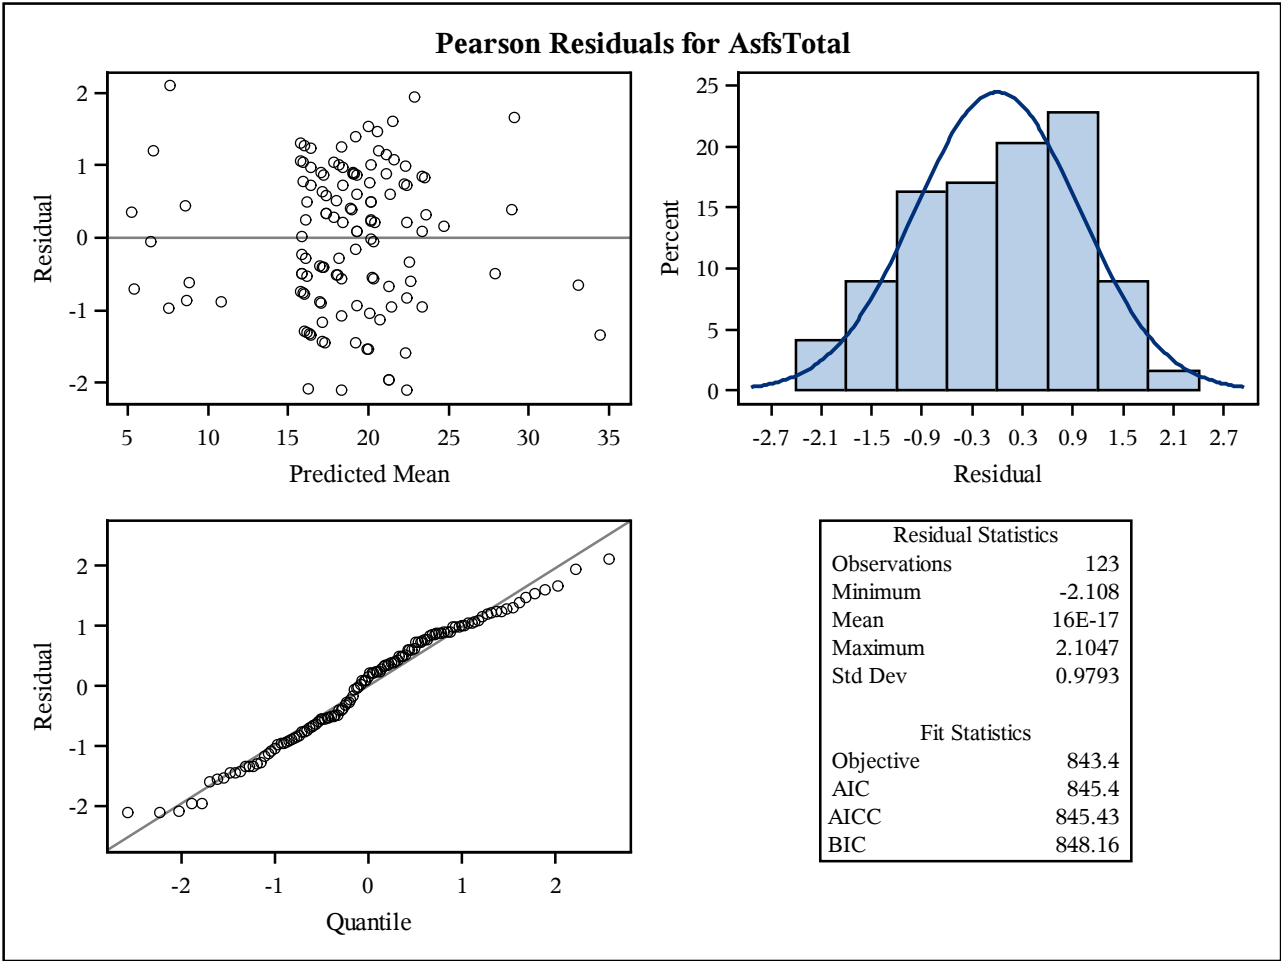 Pearson Residuals for AsfsTotal
2
1
0
-1
-2
Residual
5 10 15 20 25 30 35
Predicted Mean
25
20
15
10
5
0
Percent
-2.7 -2.1 -1.5 -0.9 -0.3 0.3 0.9 1.5 2.1 2.7
Residual
2
1
0
-1
-2
Residual
-2 -1 0 1 2
Quantile
Residual Statistics
Observations 123
Minimum -2.108
Mean 16E-17
Maximum 2.1047
Std Dev 0.9793
Fit Statistics
Objective 843.4
AIC 845.4
AICC 845.43
BIC 848.16